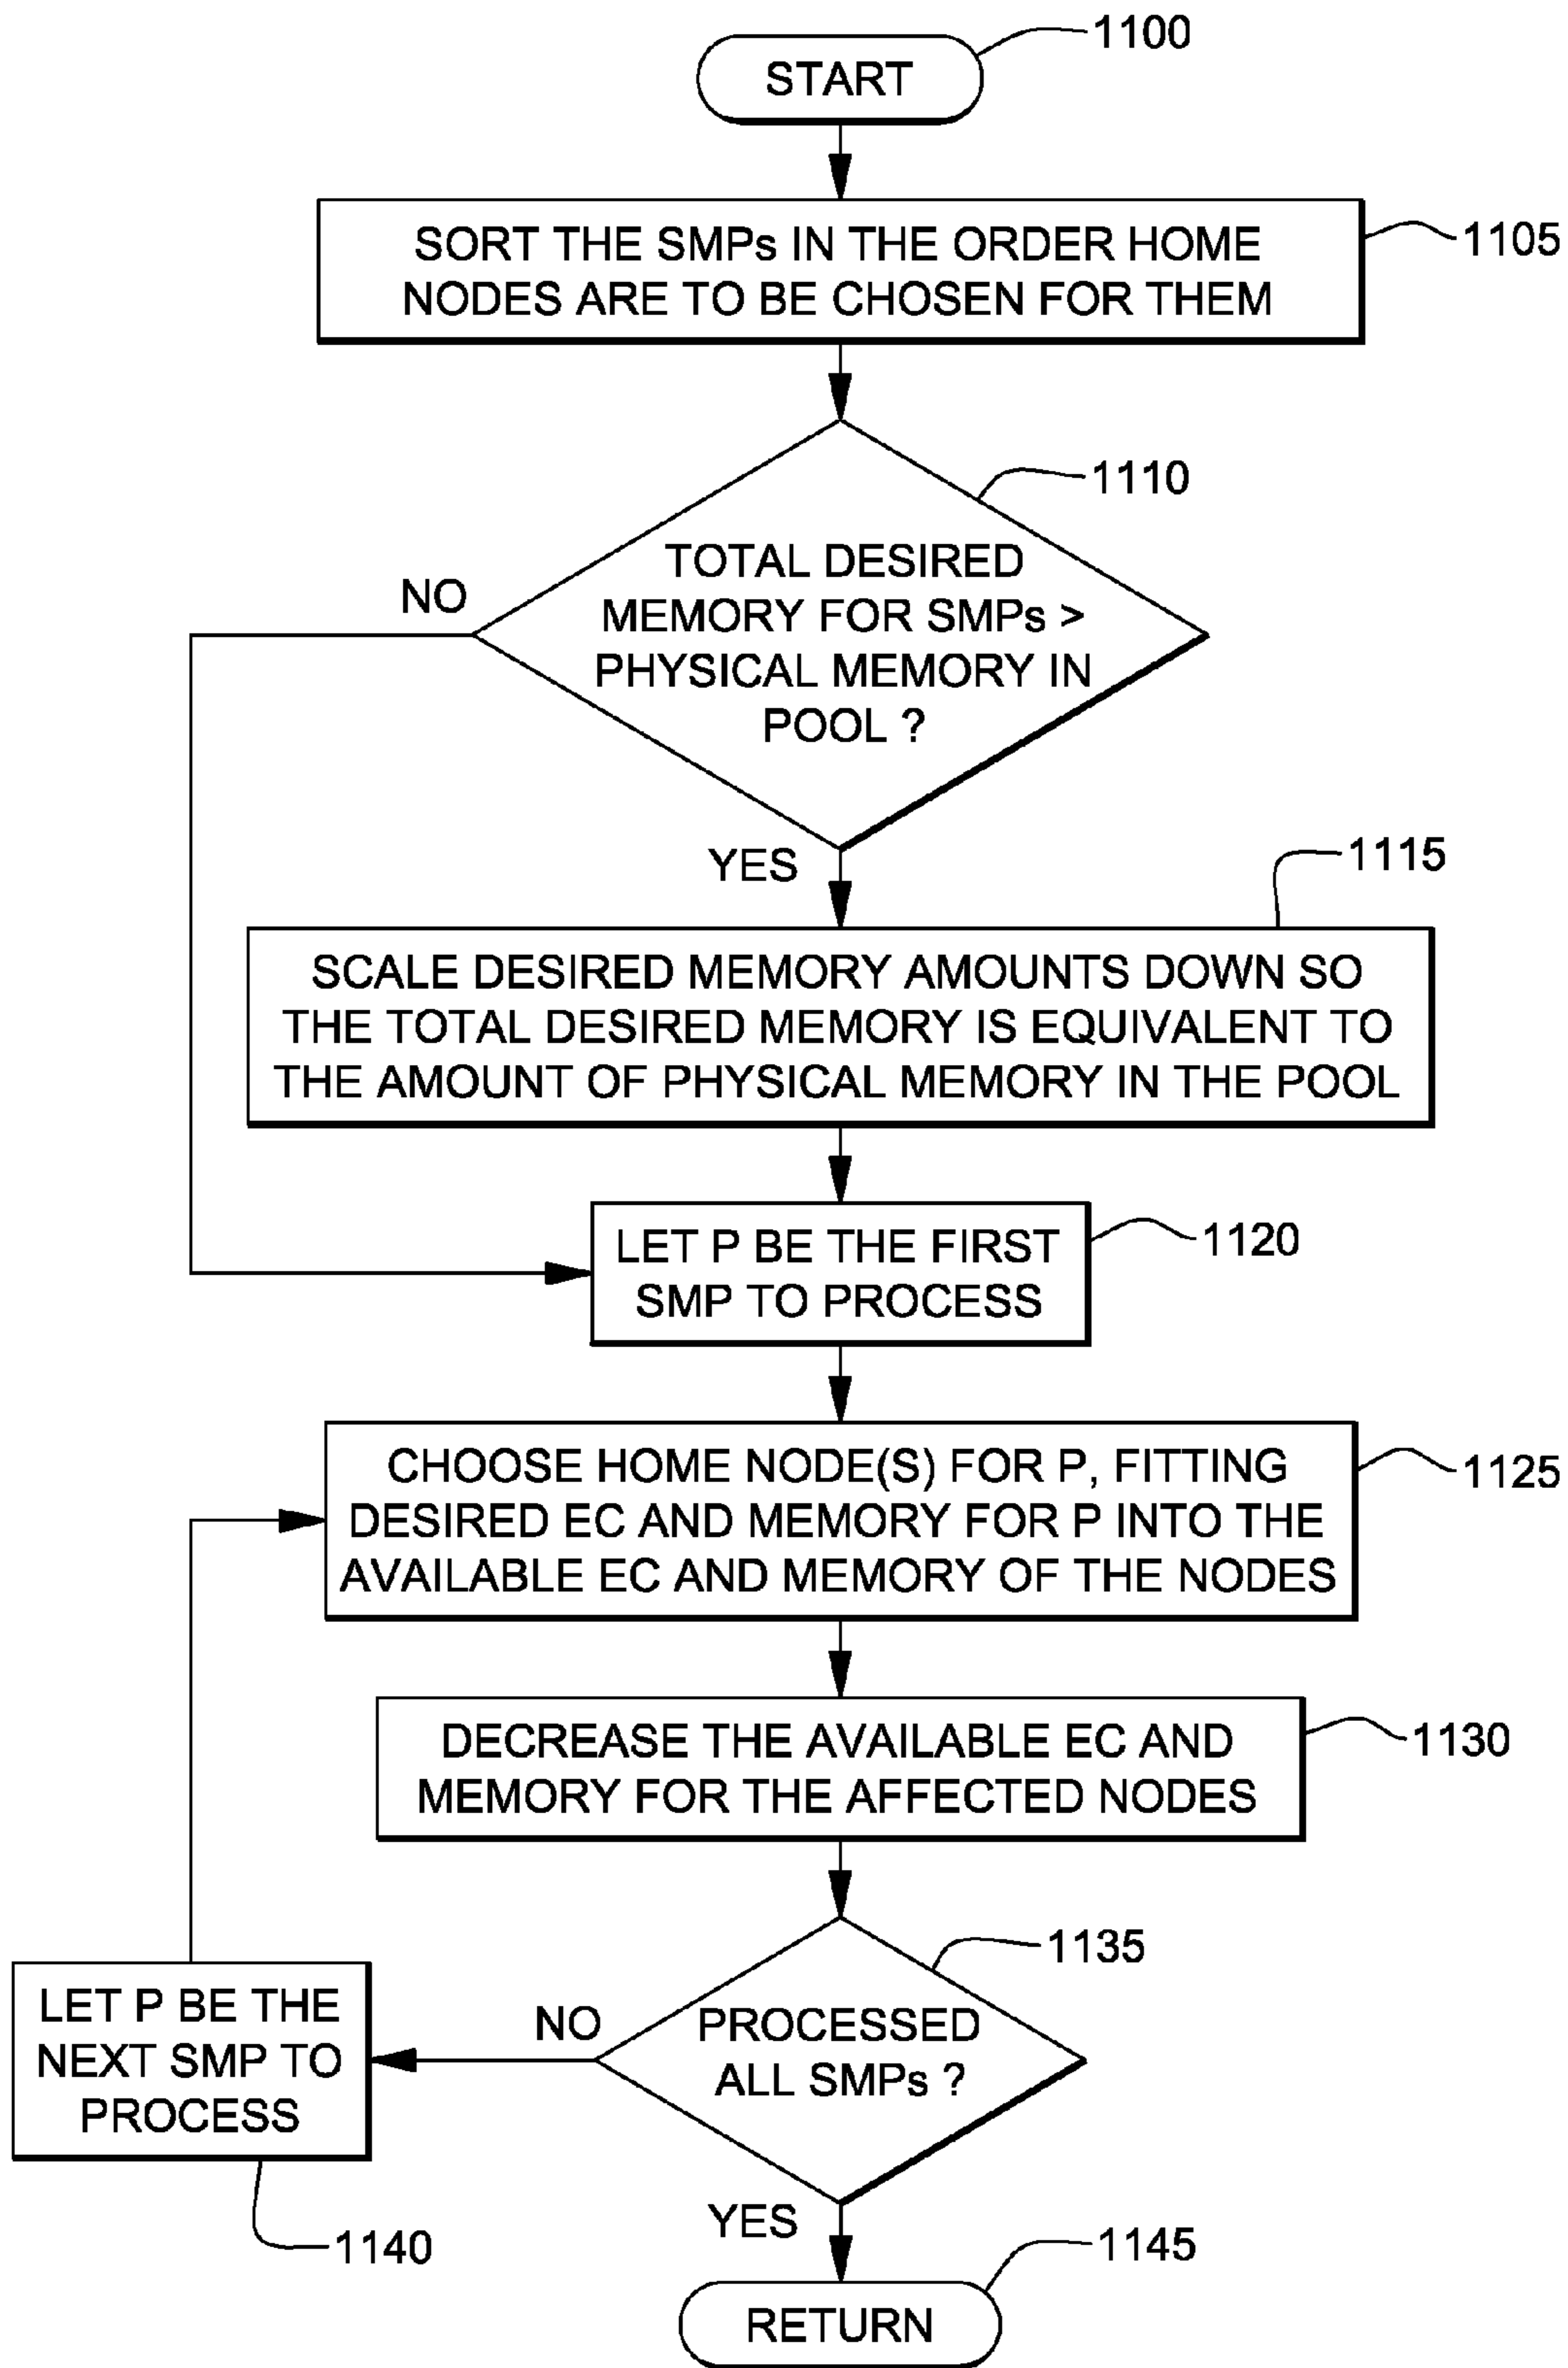 1100
START
SORT THE SMPs IN THE ORDER HOME
NODES ARE TO BE CHOSEN FOR THEM
1105
1110
TOTAL DESIRED
MEMORY FOR SMPs >
PHYSICAL MEMORY IN
POOL ?
NO
YES
1115
SCALE DESIRED MEMORY AMOUNTS DOWN SO
THE TOTAL DESIRED MEMORY IS EQUIVALENT TO
THE AMOUNT OF PHYSICAL MEMORY IN THE POOL
LET P BE THE FIRST
SMP TO PROCESS
1120
CHOOSE HOME NODE(S) FOR P, FITTING
DESIRED EC AND MEMORY FOR P INTO THE
AVAILABLE EC AND MEMORY OF THE NODES
1125
DECREASE THE AVAILABLE EC AND
MEMORY FOR THE AFFECTED NODES
1130
1135
PROCESSED
ALL SMPs ?
NO
LET P BE THE
NEXT SMP TO
PROCESS
1140
YES
1145
RETURN